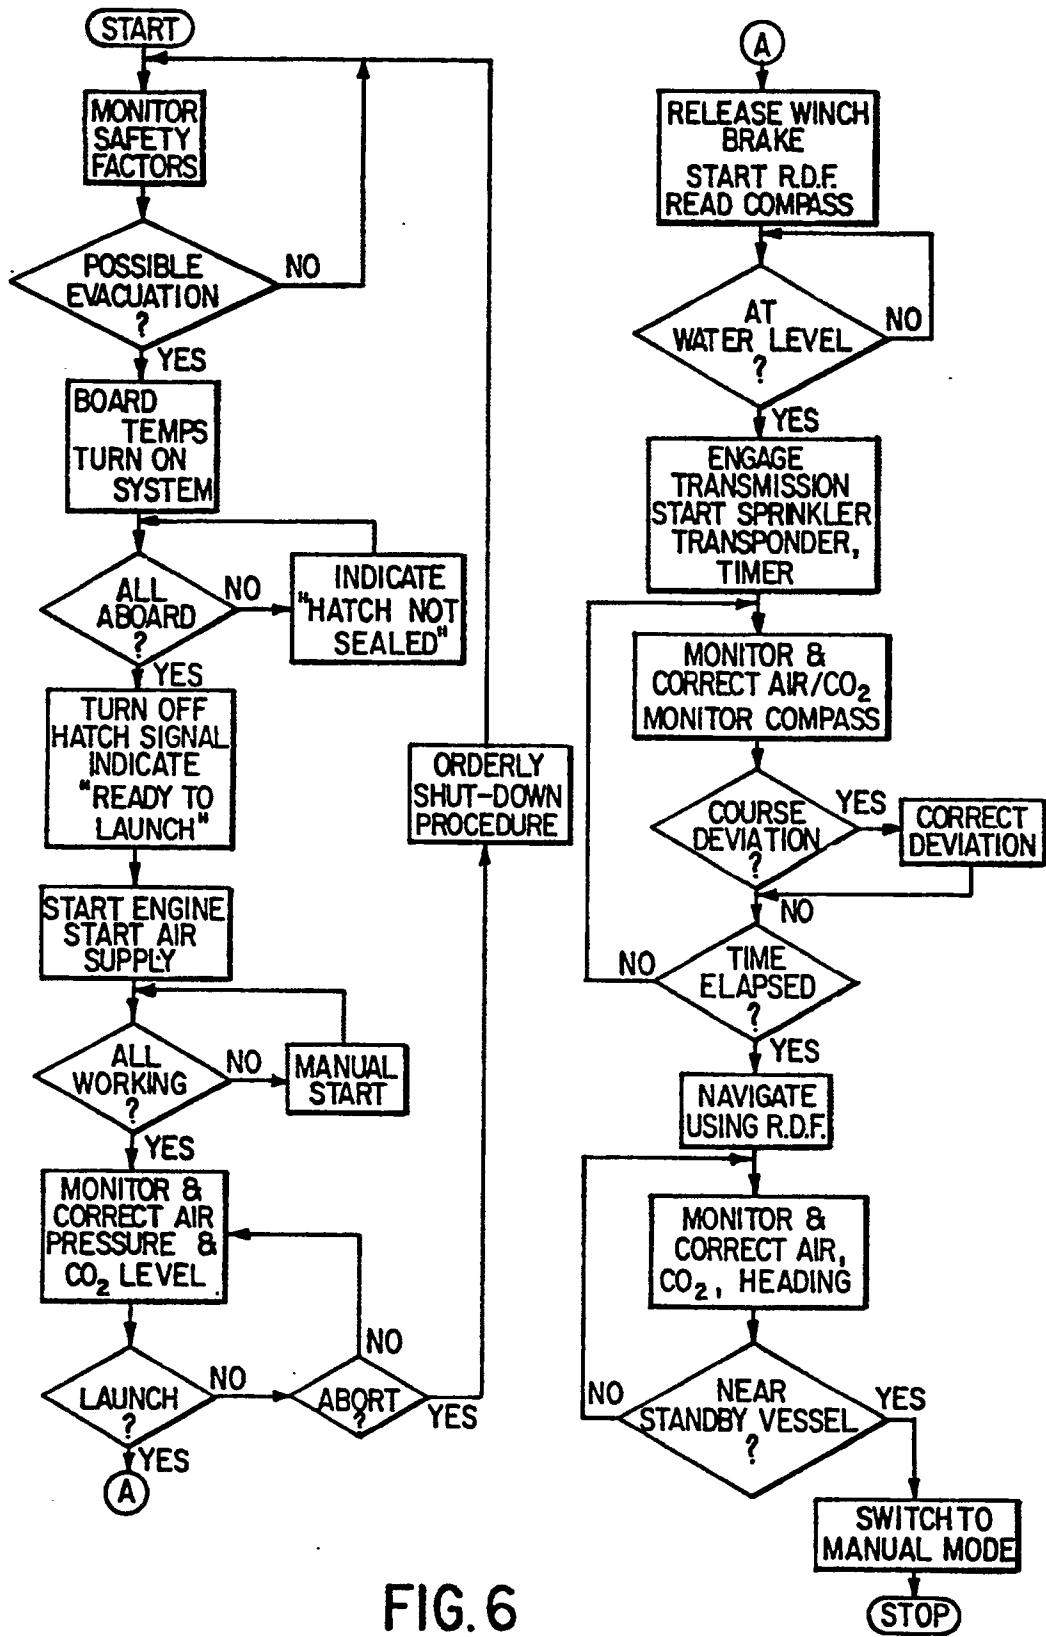 START
MONITOR
SAFETY
FACTORS
POSSIBLE
EVACUATION
?
NO
YES
BOARD
TEMPS
TURN ON
SYSTEM
ALL
ABOARD
?
NO
INDICATE
"HATCH NOT
SEALED"
YES
TURN OFF
HATCH SIGNAL
INDICATE
"READY TO
LAUNCH"
START ENGINE
START AIR
SUPPLY
ALL
WORKING
?
NO
MANUAL
START
YES
MONITOR &
CORRECT AIR
PRESSURE &
CO₂ LEVEL
LAUNCH
?
NO
ABORT
?
NO
YES
ORDERLY
SHUT-DOWN
PROCEDURE
YES
A
A
RELEASE WINCH
BRAKE
START R.D.F.
READ COMPASS
AT
WATER LEVEL
?
NO
YES
ENGAGE
TRANSMISSION
START SPRINKLER
TRANSPONDER,
TIMER
MONITOR &
CORRECT AIR/CO₂
MONITOR COMPASS
COURSE
DEVIATION
?
YES
CORRECT
DEVIATION
NO
TIME
ELAPSED
?
NO
YES
NAVIGATE
USING R.D.F.
MONITOR &
CORRECT AIR,
CO₂, HEADING
NEAR
STANDBY VESSEL
?
NO
YES
SWITCH TO
MANUAL MODE
STOP
FIG. 6